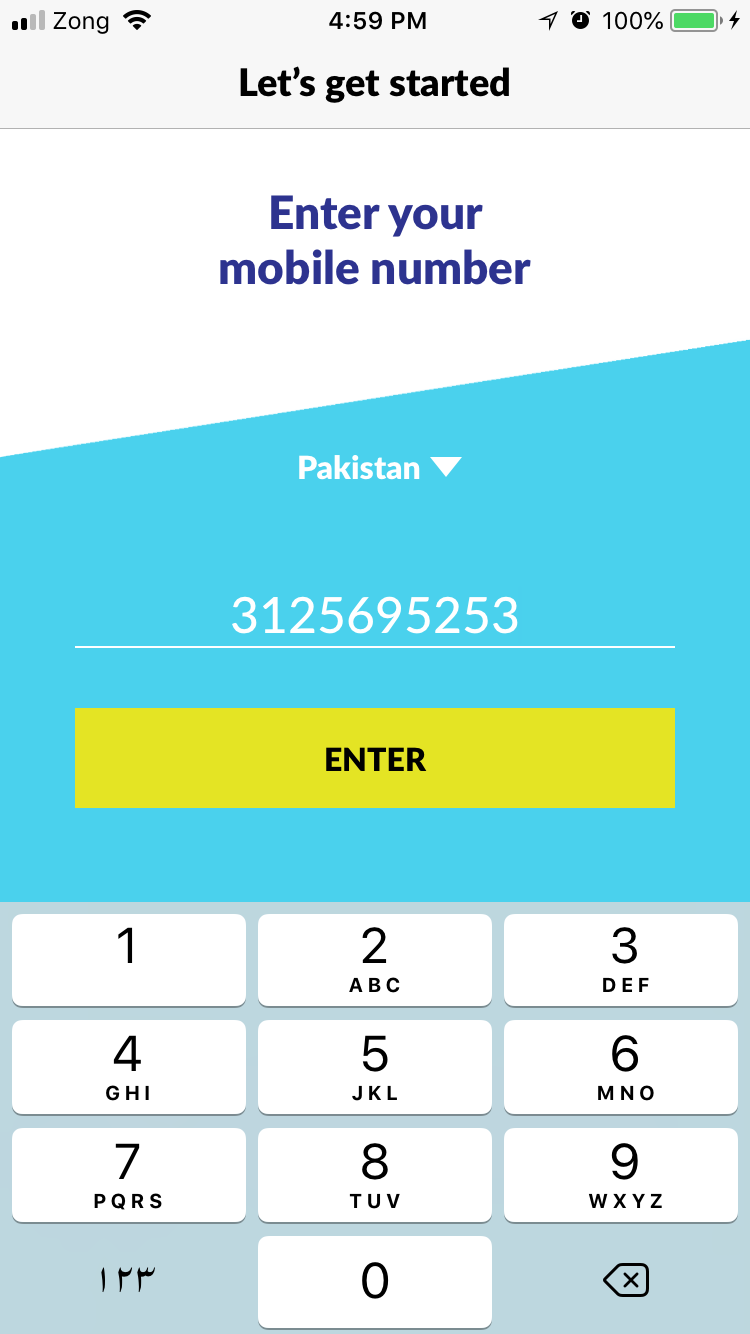 Zong 4:59 PM 100%
Let’s get started
Enter your
mobile number
Pakistan
3125695253
ENTER
1 2 3
ABC DEF
4 5 6
GHI JKL MNO
7 8 9
PQRS TUV WXYZ
۱۲۳ 0